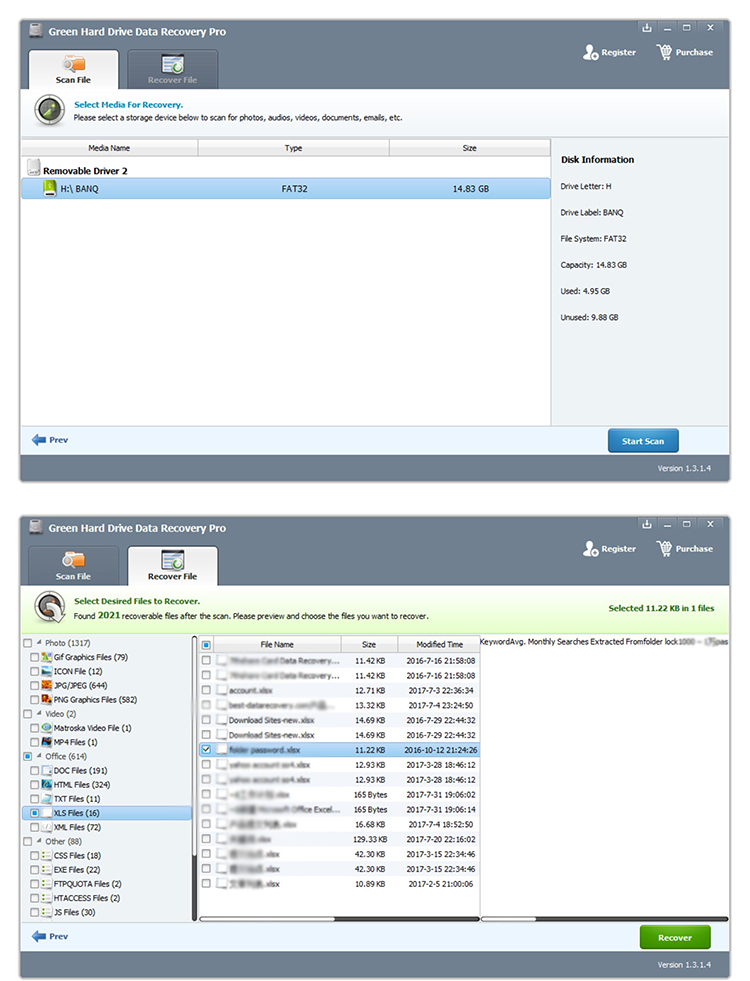 Green Hard Drive Data Recovery Pro
Register
Purchase
Scan File
Recover File
Select Media For Recovery.
Please select a storage device below to scan for photos, audios, videos, documents, emails, etc.
Media Name Type Size
Removable Driver 2
H:\ BANQ FAT32 14.83 GB
Disk Information
Drive Letter: H
Drive Label: BANQ
File System: FAT32
Capacity: 14.83 GB
Used: 4.95 GB
Unused: 9.88 GB
Prev
Start Scan
Version 1.3.1.4
Green Hard Drive Data Recovery Pro
Register
Purchase
Scan File
Recover File
Select Desired Files to Recover.
Found 2021 recoverable files after the scan. Please preview and choose the files you want to recover.
Selected 11.22 KB in 1 files
Photo (1317)
Gif Graphics Files (79)
ICON File (12)
JPG/JPEG (644)
PNG Graphics Files (582)
Video (2)
Matroska Video File (1)
MP4 Files (1)
Office (614)
DOC Files (191)
HTML Files (324)
TXT Files (11)
XLS Files (16)
XML Files (72)
Other (88)
CSS Files (18)
EXE Files (22)
FTPQUOTA Files (2)
HTACCESS Files (2)
JS Files (30)
File Name Size Modified Time
Card Data Recovery... 11.42 KB 2016-7-16 21:58:08
Card Data Recovery... 11.42 KB 2016-7-16 21:58:08
account.xlsx 12.71 KB 2017-7-3 22:36:34
13.32 KB 2017-7-4 23:24:50
Download Sites-new.xlsx 14.69 KB 2016-7-29 22:44:32
Download Sites-new.xlsx 14.69 KB 2016-7-29 22:44:32
folder password.xlsx 11.22 KB 2016-10-12 21:24:26
.xlsx 12.93 KB 2017-3-28 18:46:12
.xlsx 12.93 KB 2017-3-28 18:46:12
.xlsx 165 Bytes 2017-7-31 19:06:02
Office Excel... 165 Bytes 2017-7-31 19:06:14
.xlsx 16.68 KB 2017-7-4 18:52:50
.xlsx 129.33 KB 2017-7-20 22:16:02
.xlsx 42.30 KB 2017-3-15 22:34:46
.xlsx 42.30 KB 2017-3-15 22:34:46
.xlsx 10.89 KB 2017-2-5 21:00:06
KeywordAvg. Monthly Searches Extracted Fromfolder lock
Prev
Recover
Version 1.3.1.4